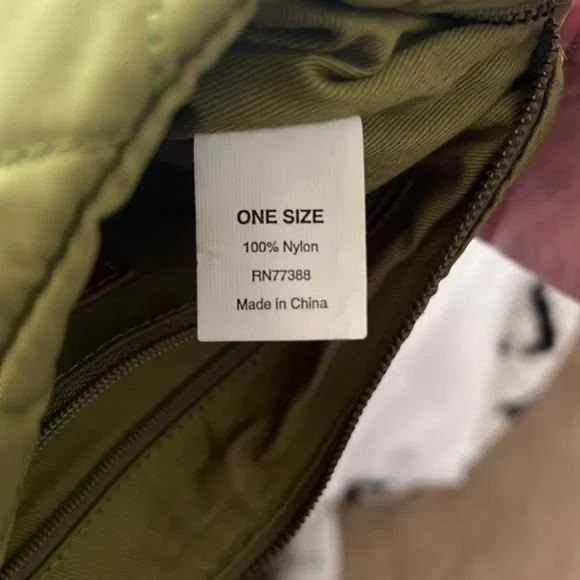 ONE SIZE
100% Nylon
RN77388
Made in China